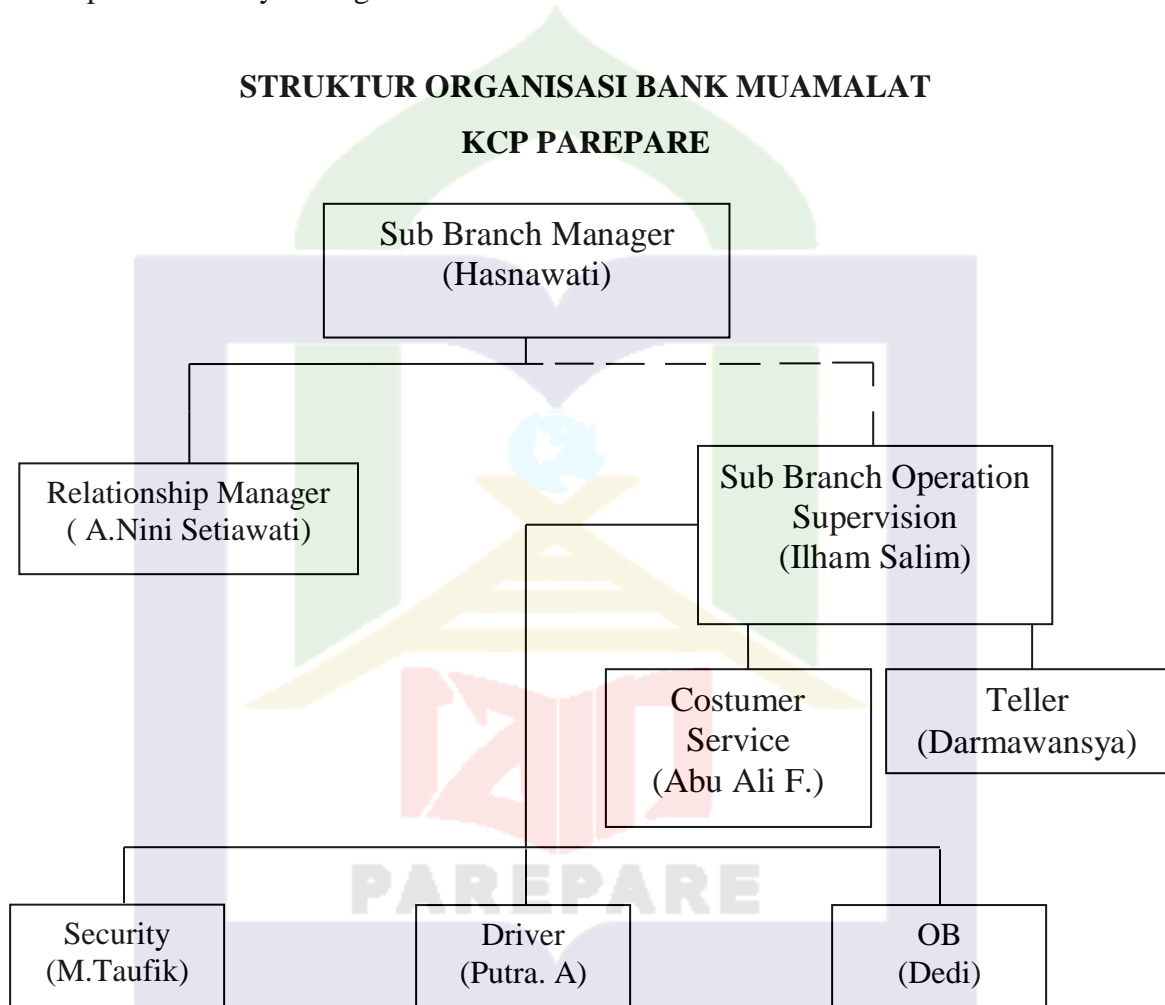 STRUKTUR ORGANISASI BANK MUAMALAT
KCP PAREPARE
Sub Branch Manager
(Hasnawati)
Relationship Manager
( A.Nini Setiawati)
Sub Branch Operation
Supervision
(Ilham Salim)
Costumer
Service
(Abu Ali F.)
Teller
(Darmawansya)
PAREPARE
Security
(M.Taufik)
Driver
(Putra. A)
OB
(Dedi)